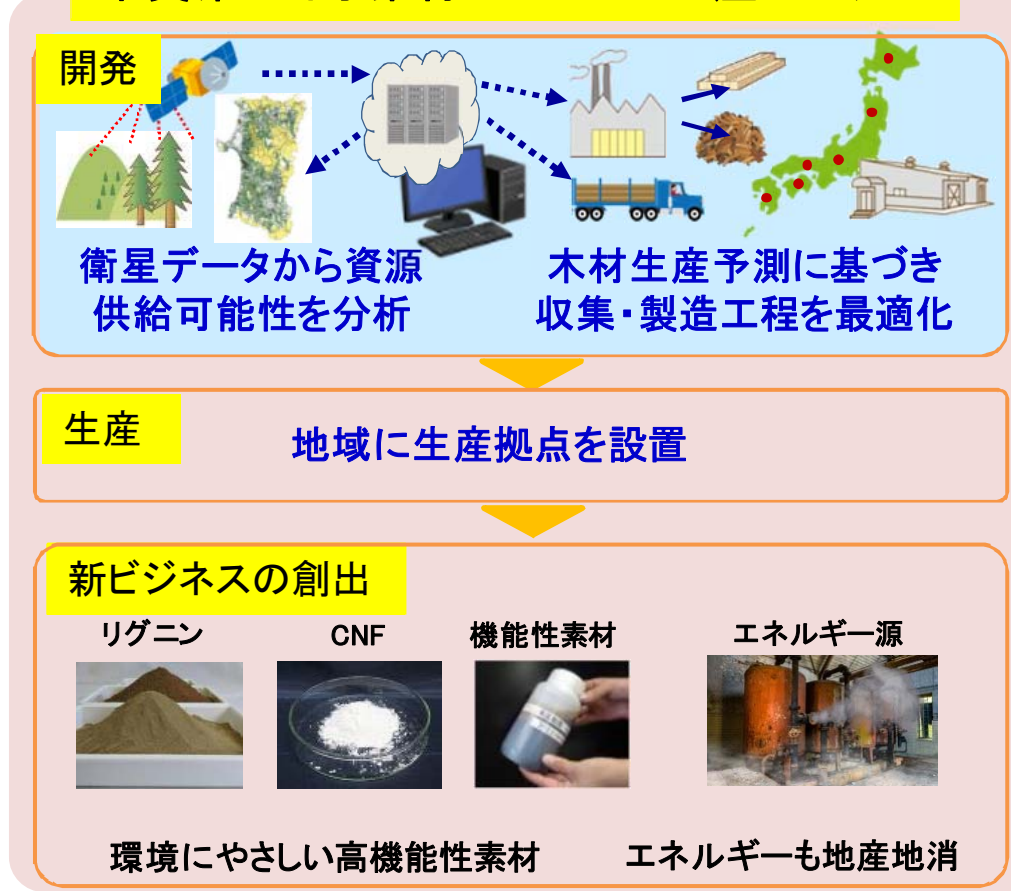 開発
衛星データから資源
供給可能性を分析
木材生産予測に基づき
収集・製造工程を最適化
生産
地域に生産拠点を設置
新ビジネスの創出
リグニン
CNF
機能性素材
エネルギー源
環境にやさしい高機能性素材
エネルギーも地産地消